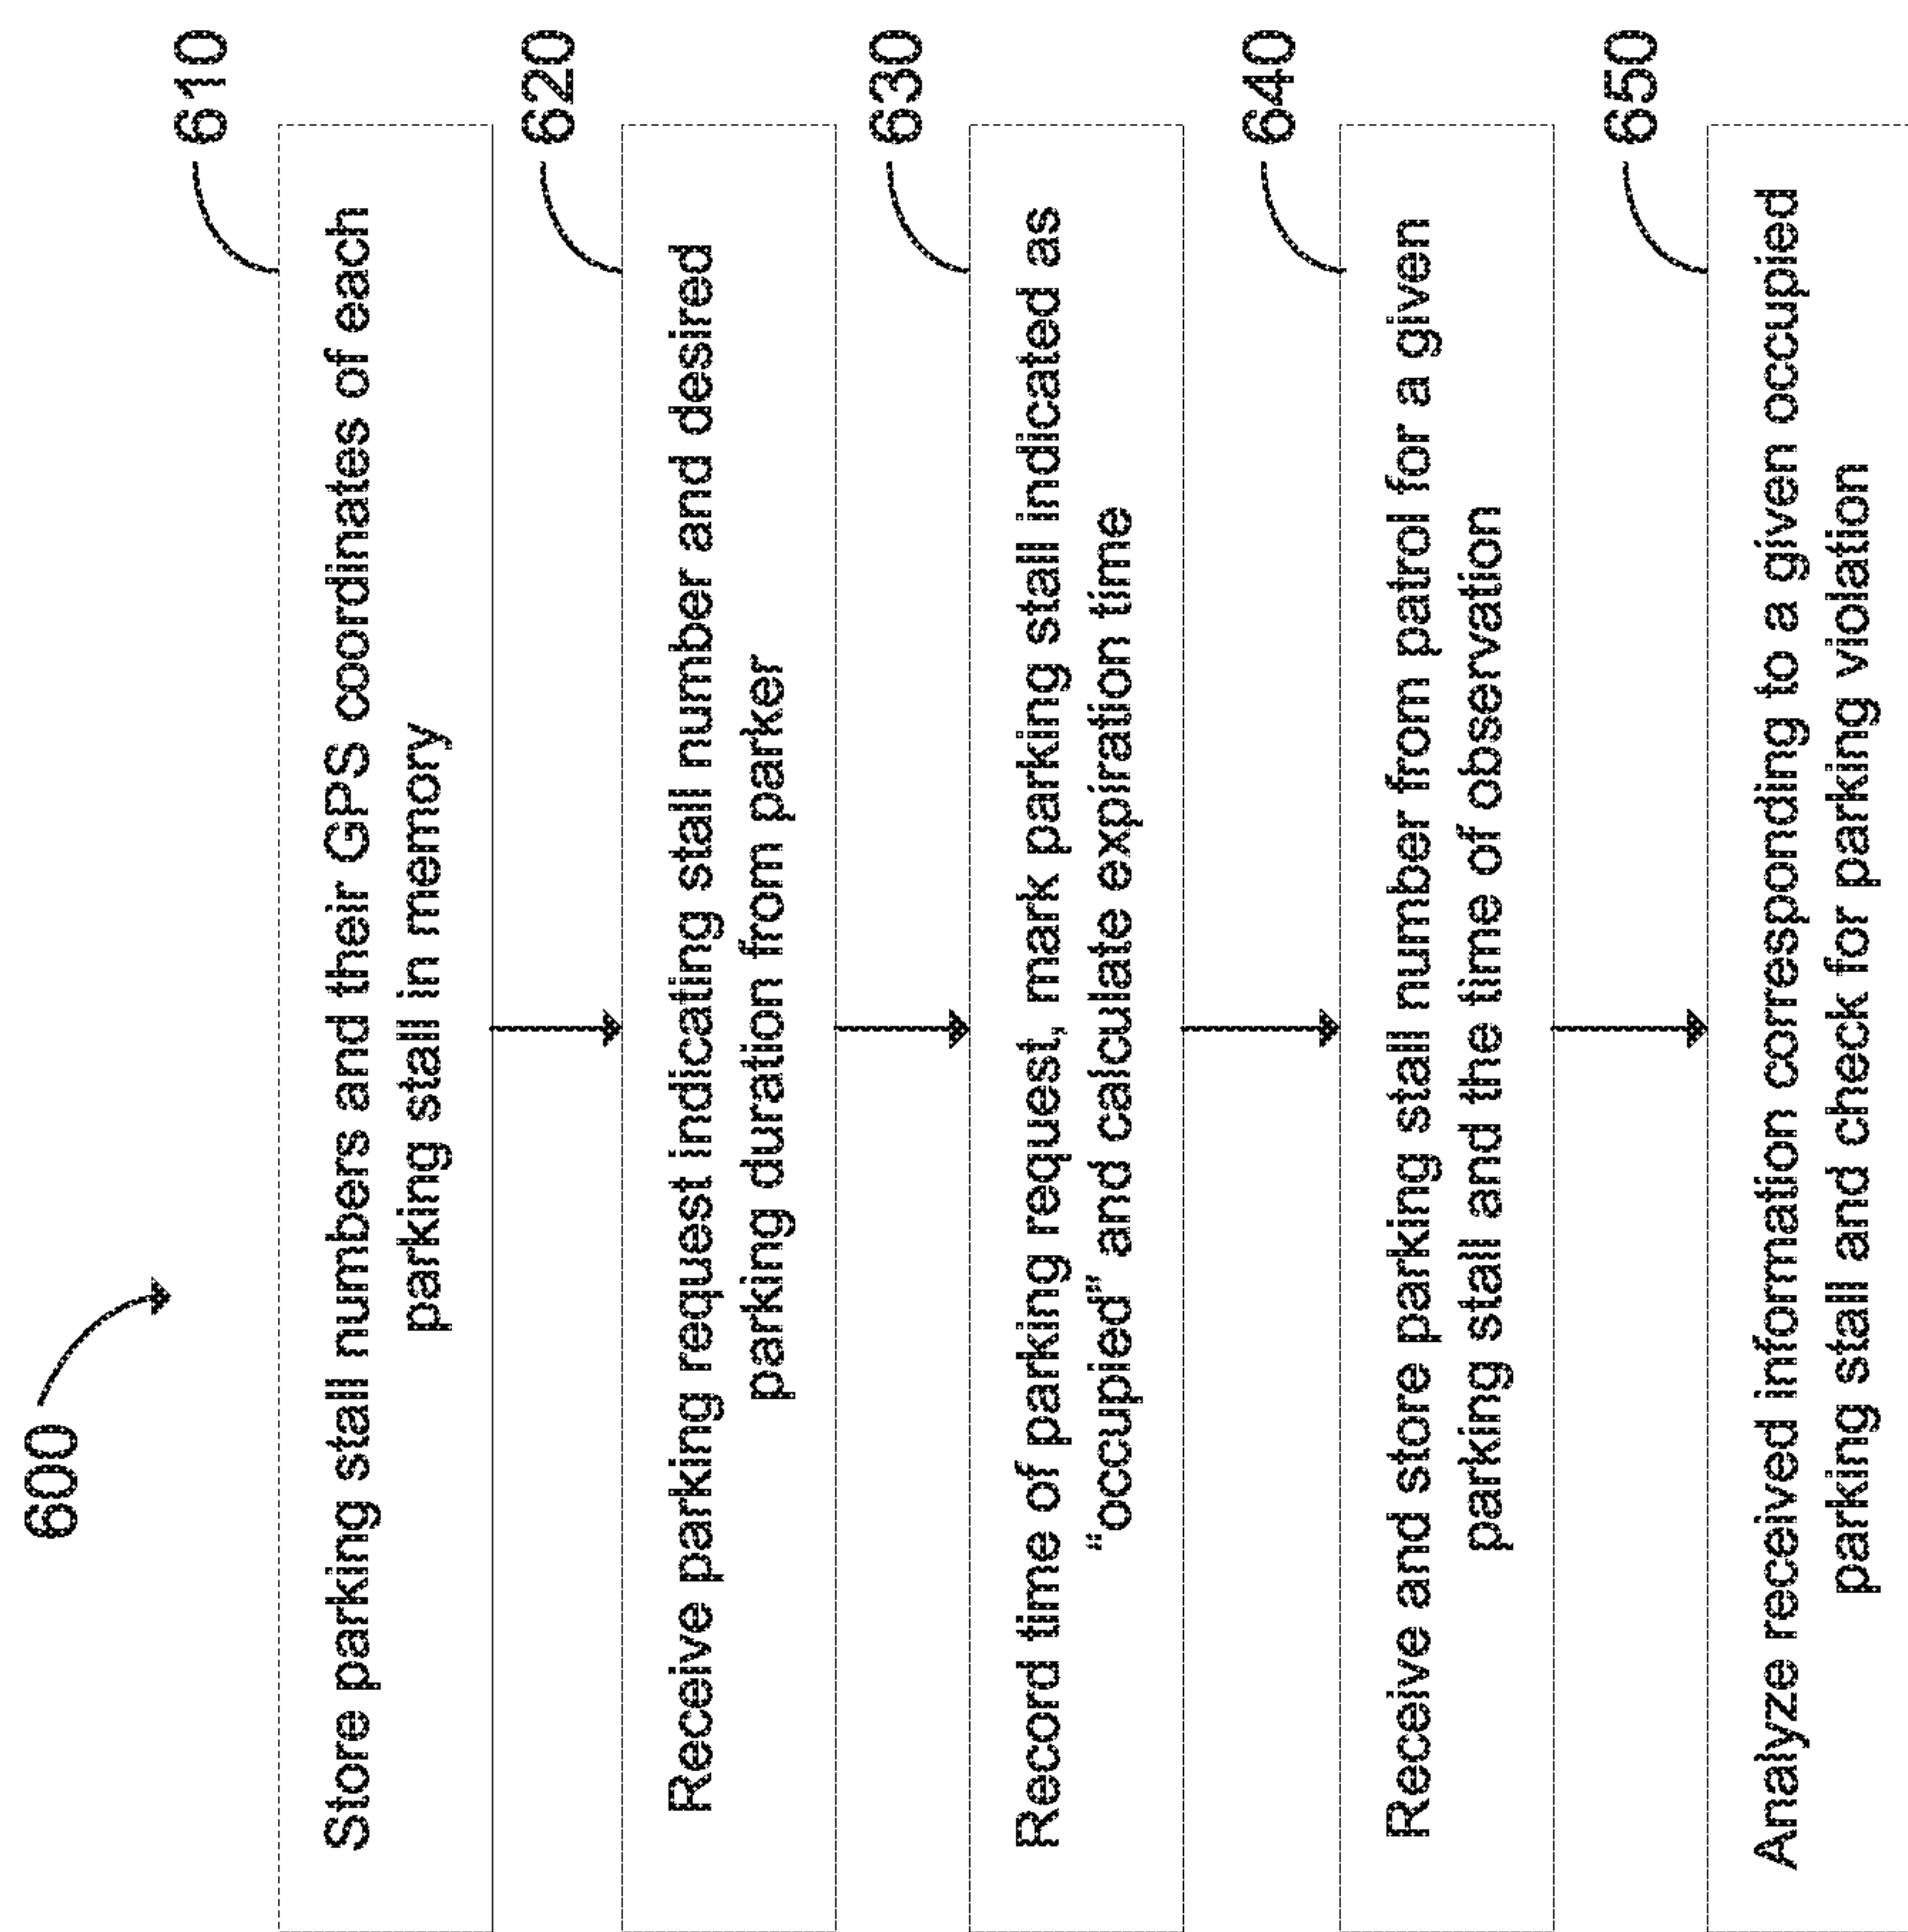 600
610
Store parking stall numbers and their GPS coordinates of each
parking stall in memory
620
Receive parking request indicating stall number and desired
parking duration from parker
630
Record time of parking request, mark parking stall indicated as
“occupied” and calculate expiration time
640
Receive and store parking stall number from patrol for a given
parking stall and the time of observation
650
Analyze received information corresponding to a given occupied
parking stall and check for parking violation